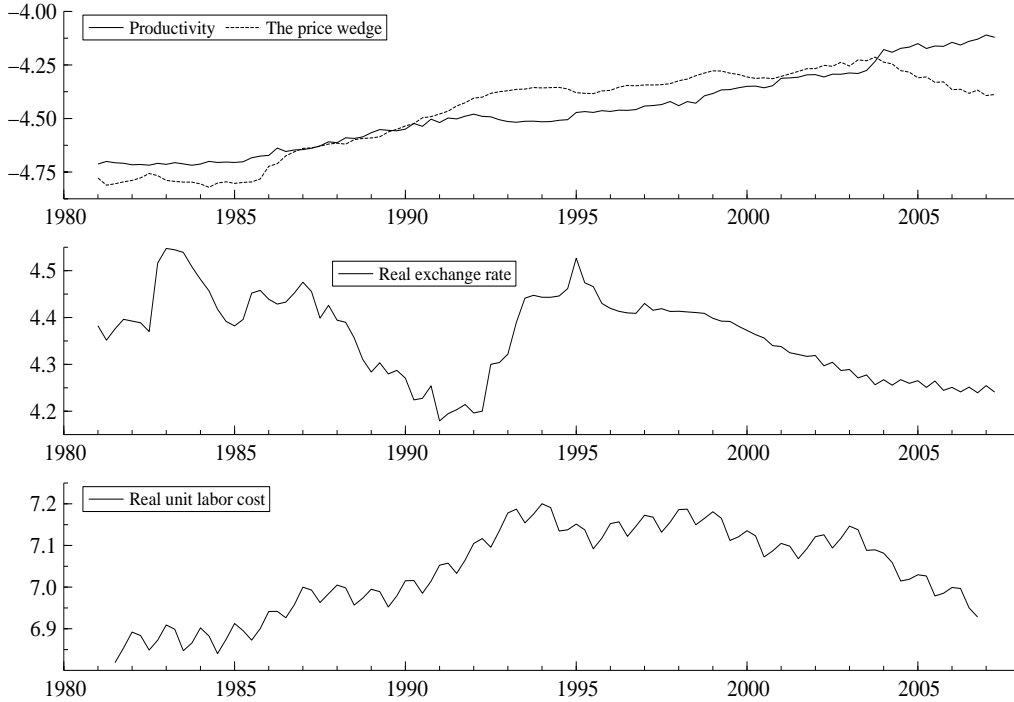 −4.00
Productivity The price wedge
−4.25
−4.50
−4.75
1980 1985 1990 1995 2000 2005
4.5
Real exchange rate
4.4
4.3
4.2
1980 1985 1990 1995 2000 2005
Real unit labor cost
7.2
7.1
7.0
6.9
1980 1985 1990 1995 2000 2005